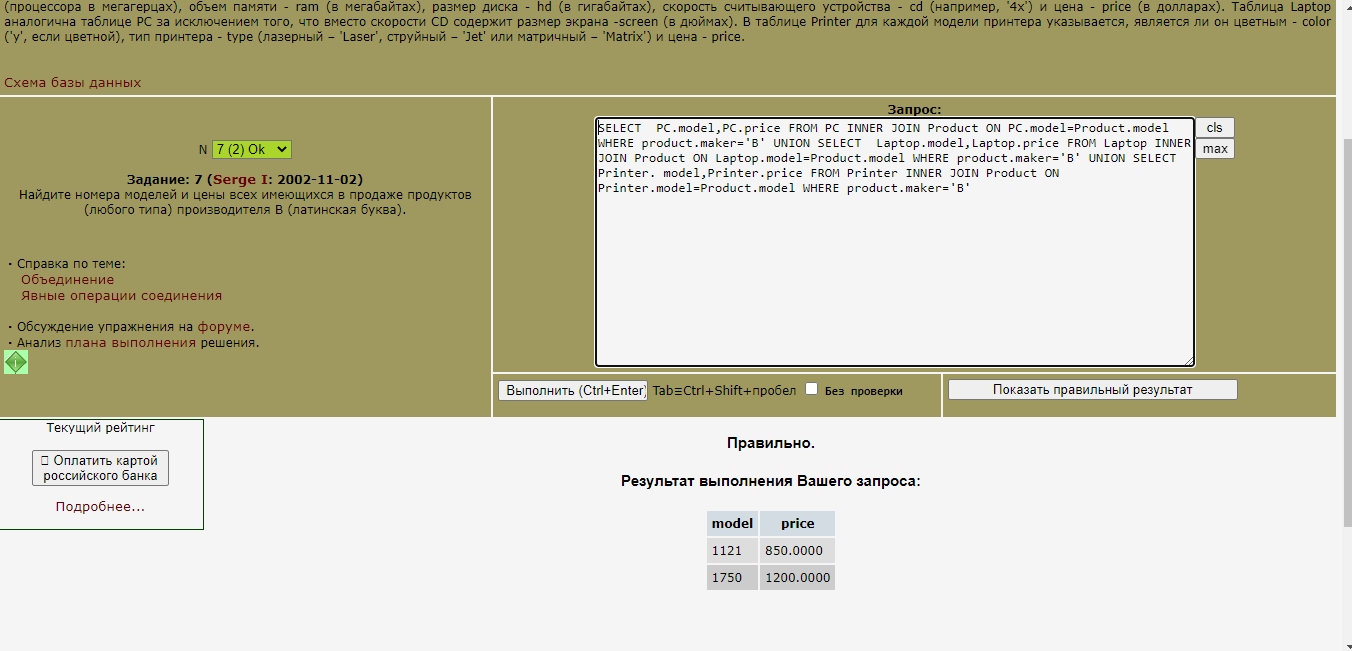 (процессора в мегагерцах), объем памяти - ram (в мегабайтах), размер диска - hd (в гигабайтах), скорость считывающего устройства - cd (например, '4x') и цена - price (в долларах). Таблица Laptop
аналогична таблице PC за исключением того, что вместо скорости CD содержит размер экрана -screen (в дюймах). В таблице Printer для каждой модели принтера указывается, является ли он цветным - color
('y', если цветной), тип принтера - type (лазерный – 'Laser', струйный – 'Jet' или матричный – 'Matrix') и цена - price.
Схема базы данных
N 7 (2) Ok
Задание: 7 (Serge I: 2002-11-02)
Найдите номера моделей и цены всех имеющихся в продаже продуктов
(любого типа) производителя B (латинская буква).
· Справка по теме:
Объединение
Явные операции соединения
· Обсуждение упражнения на форуме.
· Анализ плана выполнения решения.
Запрос:
SELECT  PC.model,PC.price FROM PC INNER JOIN Product ON PC.model=Product.model
WHERE product.maker='B' UNION SELECT  Laptop.model,Laptop.price FROM Laptop INNER
JOIN Product ON Laptop.model=Product.model WHERE product.maker='B' UNION SELECT
Printer. model,Printer.price FROM Printer INNER JOIN Product ON
Printer.model=Product.model WHERE product.maker='B'
cls
max
Выполнить (Ctrl+Enter) Tab≡Ctrl+Shift+пробел Без проверки
Показать правильный результат
Текущий рейтинг
Оплатить картой
российского банка
Подробнее...
Правильно.
Результат выполнения Вашего запроса:
model price
1121 850.0000
1750 1200.0000